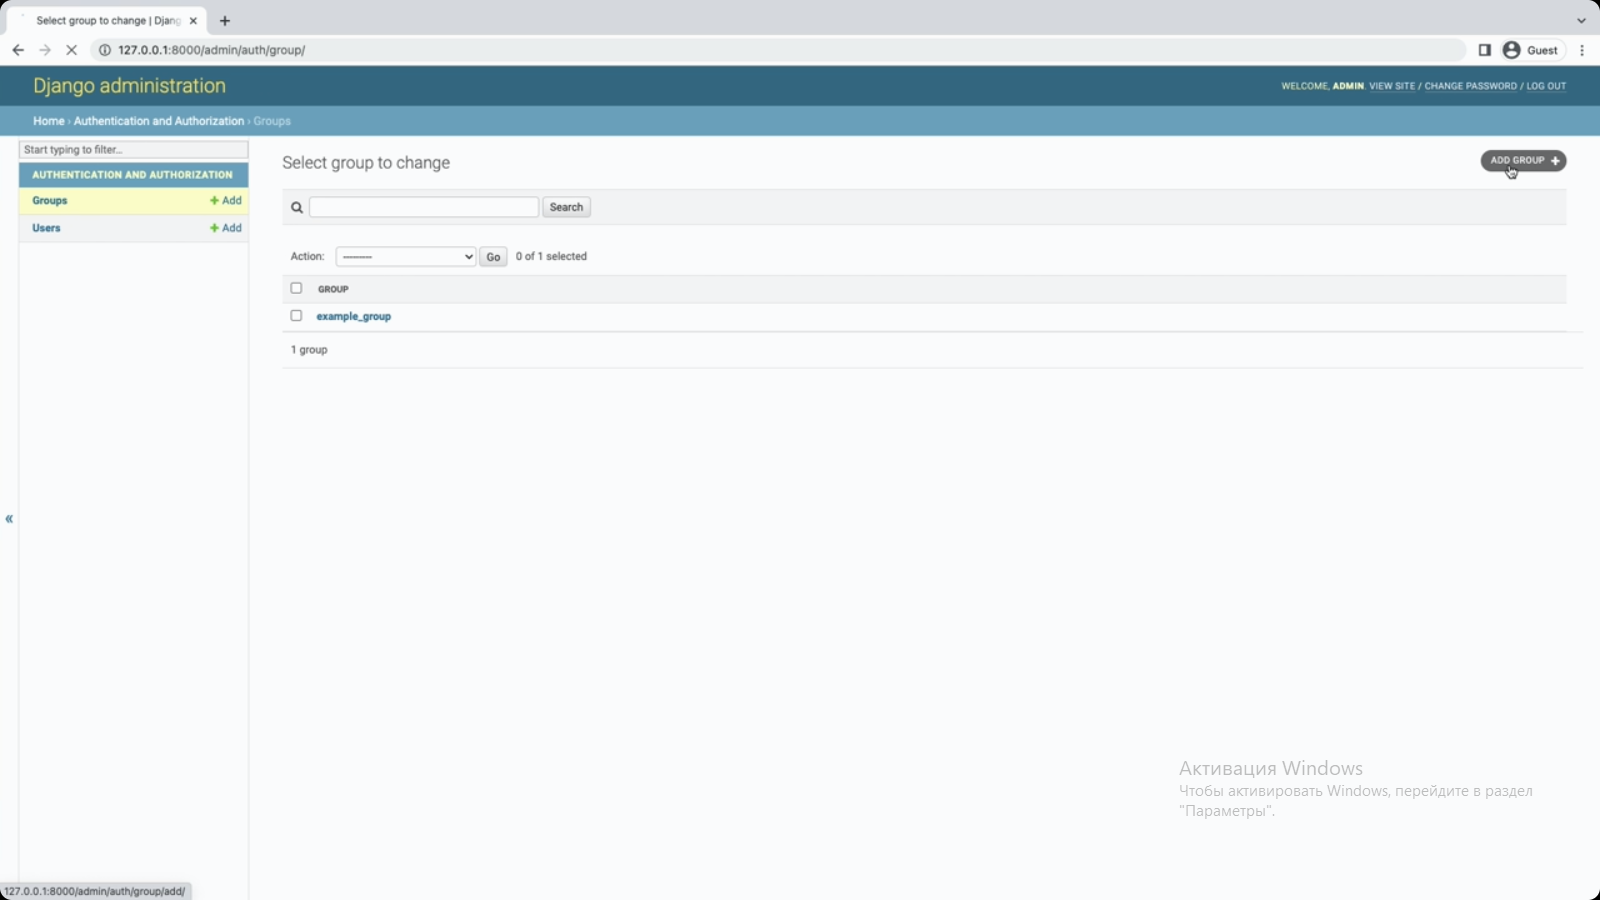 Select group to change | Djang
127.0.0.1:8000/admin/auth/group/
Guest
Django administration
WELCOME, ADMIN. VIEW SITE / CHANGE PASSWORD / LOG OUT
Home › Authentication and Authorization › Groups
Start typing to filter...
AUTHENTICATION AND AUTHORIZATION
Groups + Add
Users + Add
Select group to change
ADD GROUP +
Search
Action: --------- Go 0 of 1 selected
GROUP
example_group
1 group
«
Активация Windows
Чтобы активировать Windows, перейдите в раздел
"Параметры".
127.0.0.1:8000/admin/auth/group/add/